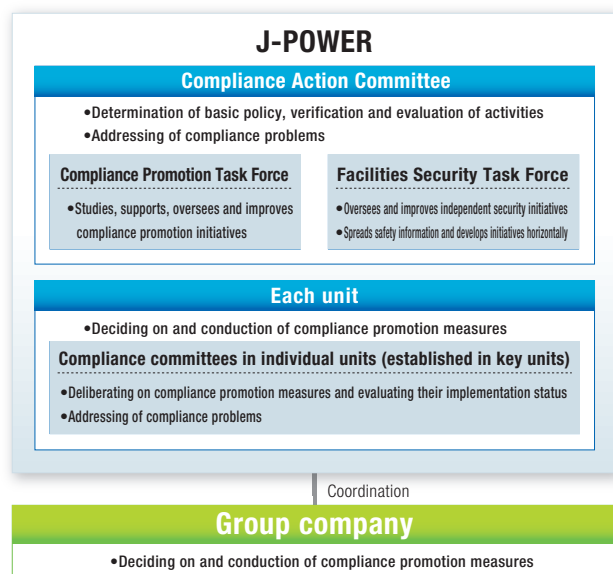 J-POWER
Compliance Action Committee
•Determination of basic policy, verification and evaluation of activities
•Addressing of compliance problems
Compliance Promotion Task Force
•Studies, supports, oversees and improves
compliance promotion initiatives
Facilities Security Task Force
•Oversees and improves independent security initiatives
•Spreads safety information and develops initiatives horizontally
Each unit
•Deciding on and conduction of compliance promotion measures
Compliance committees in individual units (established in key units)
•Deliberating on compliance promotion measures and evaluating their implementation status
•Addressing of compliance problems
Coordination
Group company
•Deciding on and conduction of compliance promotion measures